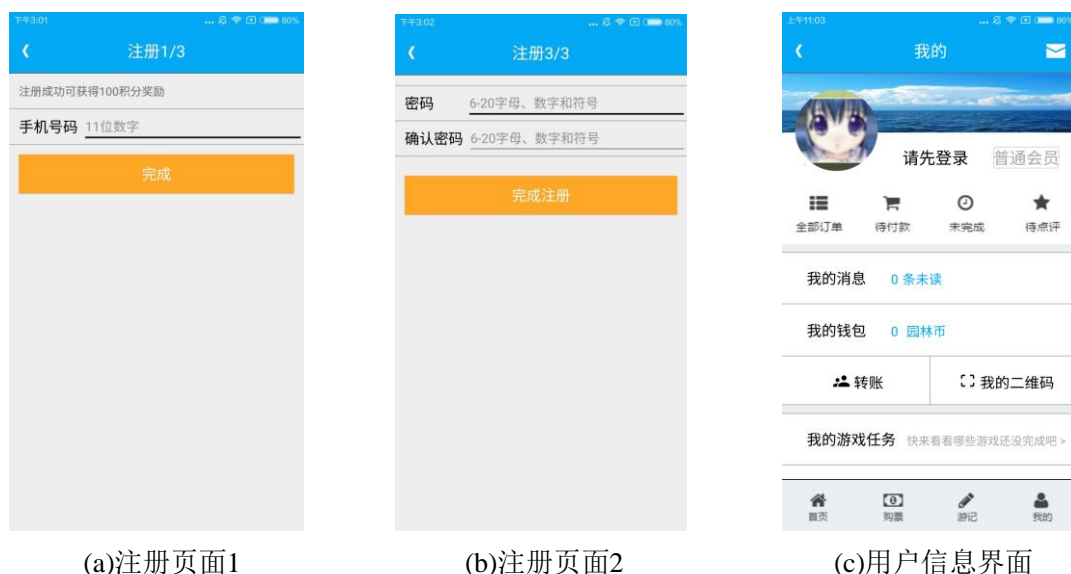 下午3:01
... 80%
注册1/3
注册成功可获得100积分奖励
手机号码 11位数字
完成
(a)注册页面1
下午3:02
... 80%
注册3/3
密码 6-20字母、数字和符号
确认密码 6-20字母、数字和符号
完成注册
(b)注册页面2
上午11:03
... 86%
我的
请先登录 普通会员
全部订单 待付款 未完成 待点评
我的消息 0 条未读
我的钱包 0 园林币
转账 我的二维码
我的游戏任务 快来看看哪些游戏还没完成吧 >
首页 购票 游记 我的
(c)用户信息界面